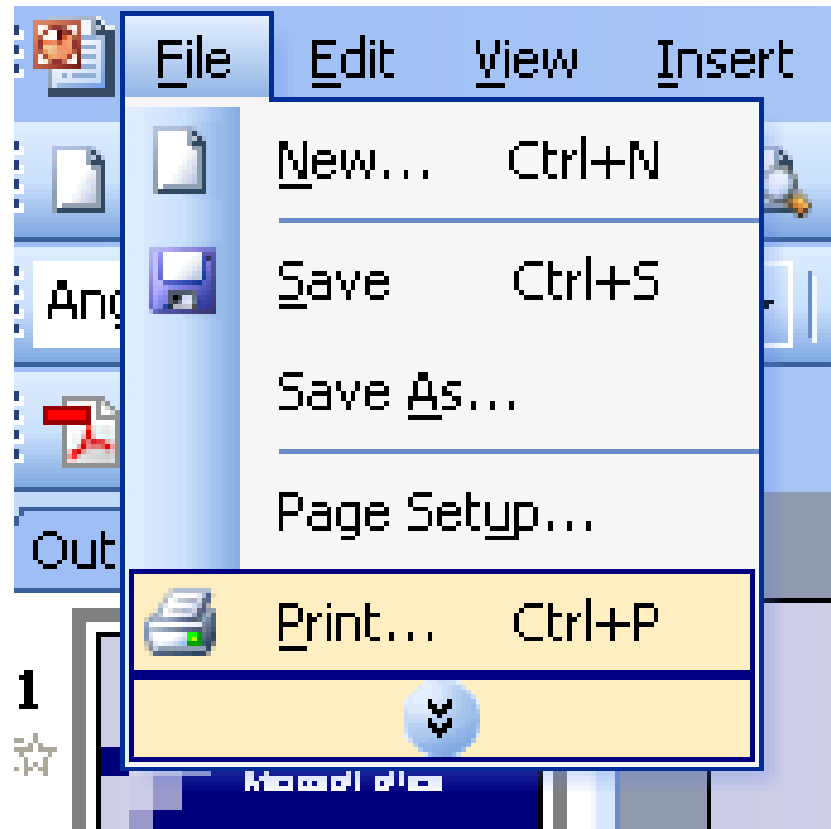 File Edit View Insert
New... Ctrl+N
Save Ctrl+S
Ang
Save As...
Page Setup...
Out
Print... Ctrl+P
1